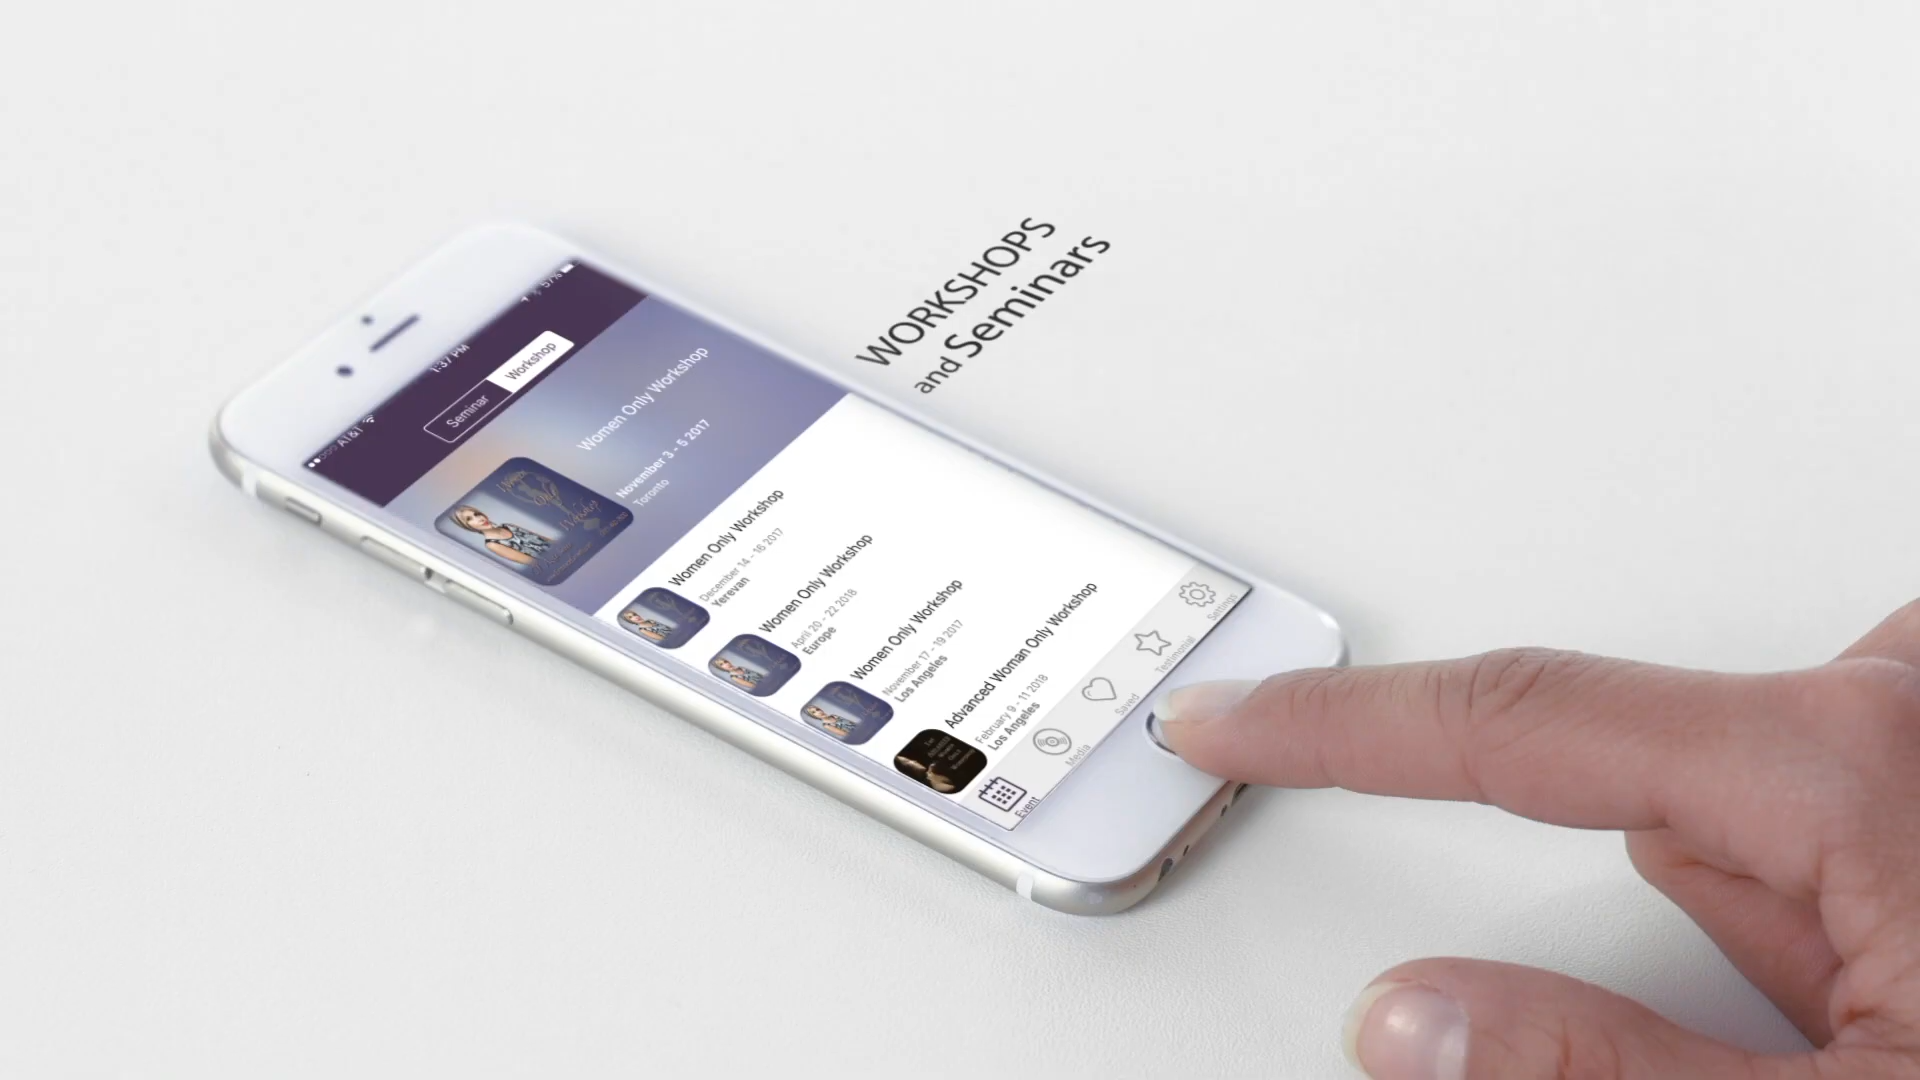 WORKSHOPS
and Seminars
AT&T
1:37 PM
57%
Seminar
Workshop
Women Only Workshop
November 3 - 5 2017
Toronto
Women
Only
Women Only Workshop
December 14 - 16 2017
Yerevan
Women Only Workshop
April 20 - 22 2018
Europe
Women Only Workshop
November 17 - 19 2017
Los Angeles
Advanced Woman Only Workshop
February 9 - 11 2018
Los Angeles
Event
Media
Saved
Testimonial
Settings